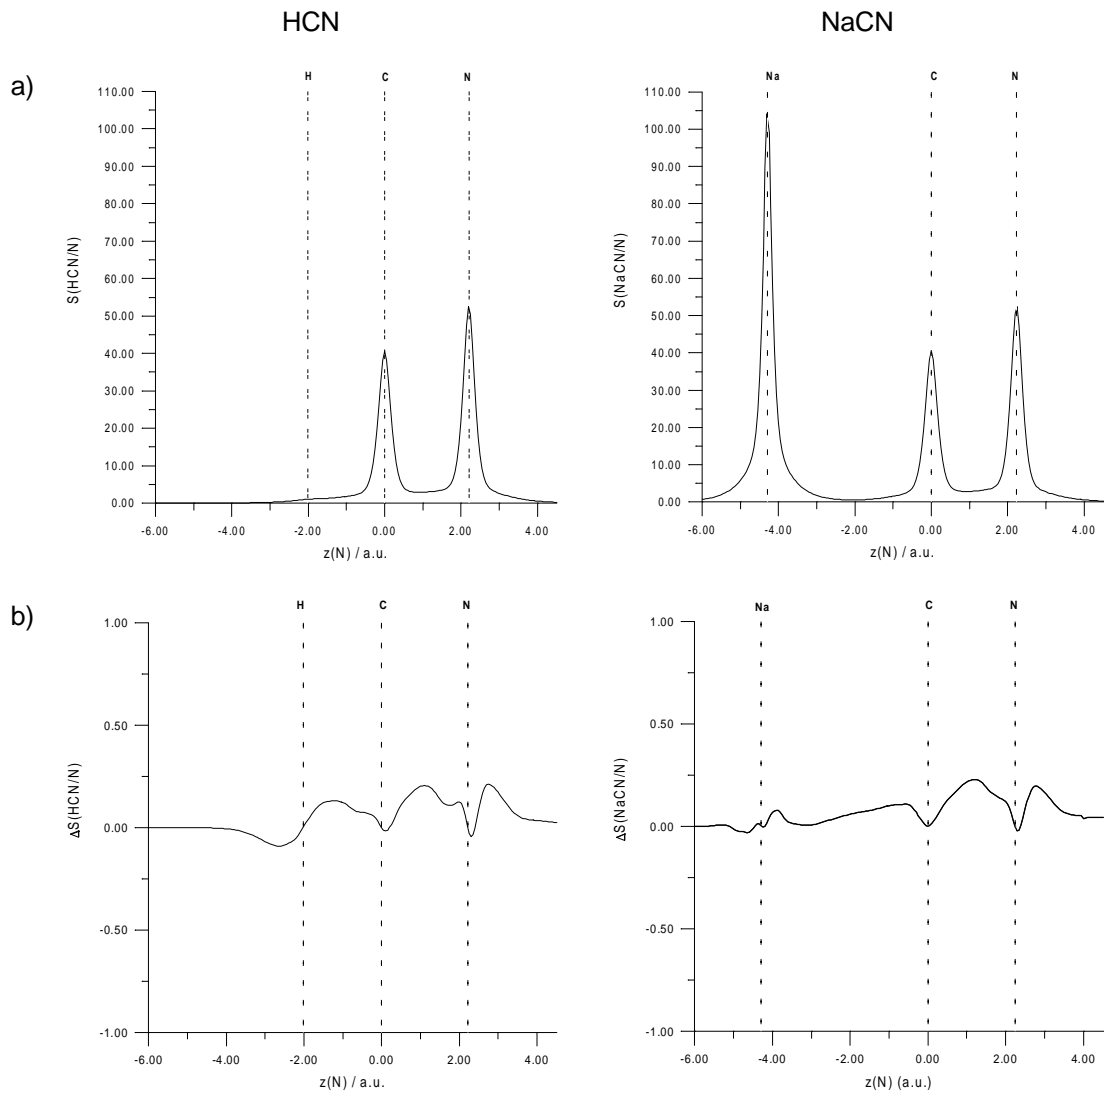 HCN
NaCN
a)
H C N
110.00
100.00
90.00
80.00
70.00
60.00
50.00
40.00
30.00
20.00
10.00
0.00
S(HCN/N)
-6.00 -4.00 -2.00 0.00 2.00 4.00
z(N) / a.u.
Na C N
110.00
100.00
90.00
80.00
70.00
60.00
50.00
40.00
30.00
20.00
10.00
0.00
S(NaCN/N)
-6.00 -4.00 -2.00 0.00 2.00 4.00
z(N) / a.u.
b)
H C N
1.00
0.50
0.00
-0.50
-1.00
ΔS(HCN/N)
-6.00 -4.00 -2.00 0.00 2.00 4.00
z(N) / a.u.
Na C N
1.00
0.50
0.00
-0.50
-1.00
ΔS(NaCN/N)
-6.00 -4.00 -2.00 0.00 2.00 4.00
z(N) (a.u.)